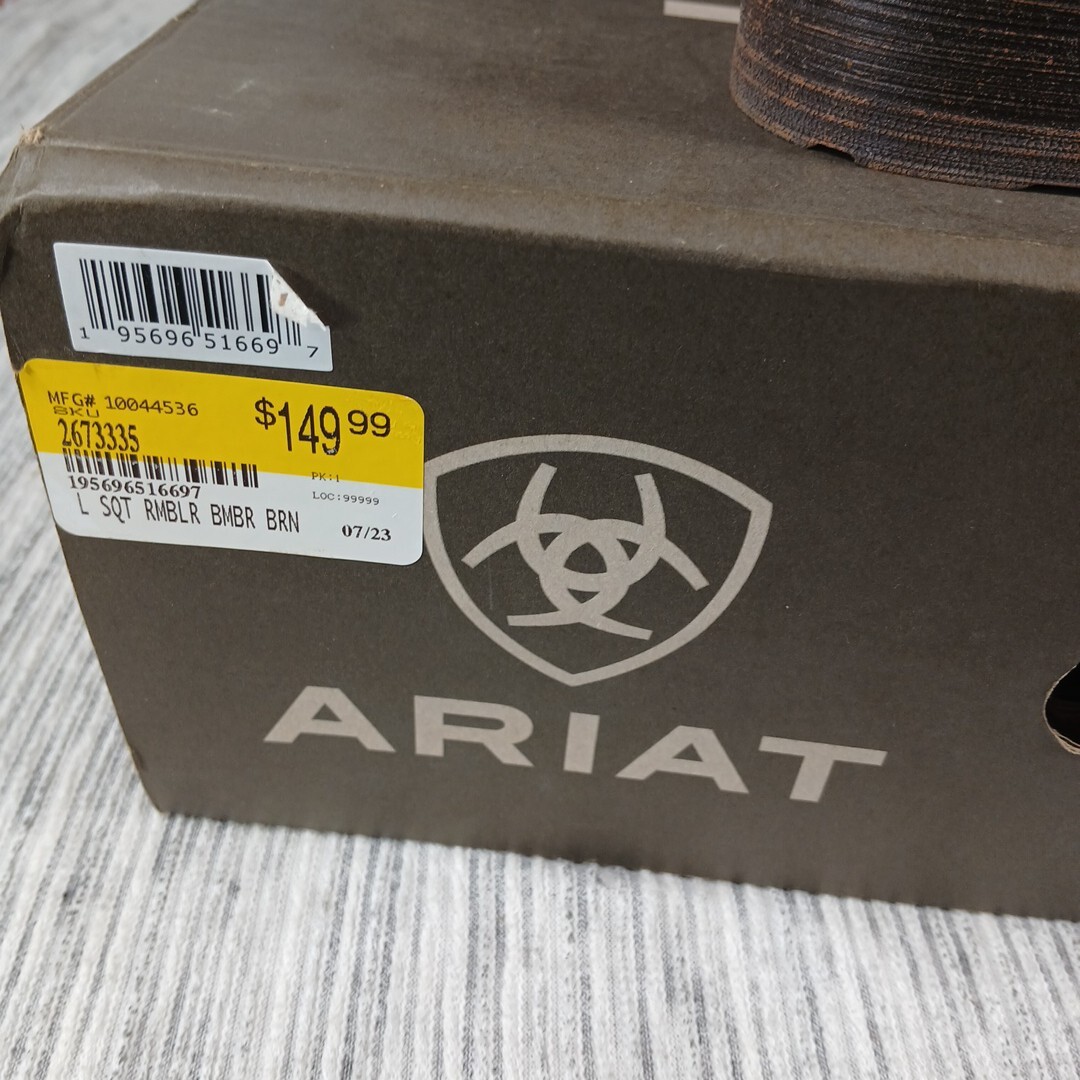 1 95696 51669 7
MFG# 10044536
SKU
2673335
$149.99
195696516697
PK:1
LOC:99999
L SQT RMBLR BMBR BRN
07/23
ARIAT